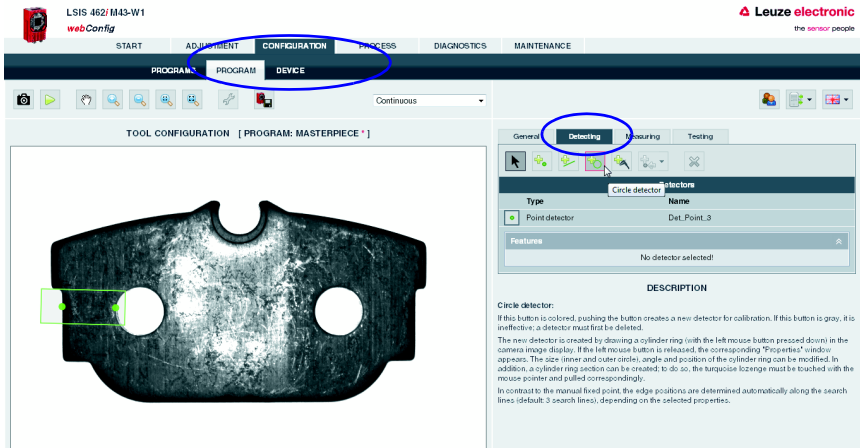 LSIS 462i M43-W1
webConfig
Leuze electronic
the sensor people
START ADJUSTMENT CONFIGURATION PROCESS DIAGNOSTICS MAINTENANCE
PROGRAMS PROGRAM DEVICE
Continuous
TOOL CONFIGURATION [ PROGRAM: MASTERPIECE * ]
General Detecting Measuring Testing
Detectors
Circle detector
Type Name
Point detector Det_Point_3
Features
No detector selected!
DESCRIPTION
Circle detector:
If this button is colored, pushing the button creates a new detector for calibration. If this button is gray, it is
ineffective; a detector must first be deleted.
The new detector is created by drawing a cylinder ring (with the left mouse button pressed down) in the
camera image display. If the left mouse button is released, the corresponding "Properties" window
appears. The size (inner and outer circle), angle and position of the cylinder ring can be modified. In
addition, a cylinder ring section can be created; to do so, the turquoise lozenge must be touched with the
mouse pointer and pulled correspondingly.
In contrast to the manual fixed point, the edge positions are determined automatically along the search
lines (default: 3 search lines), depending on the selected properties.